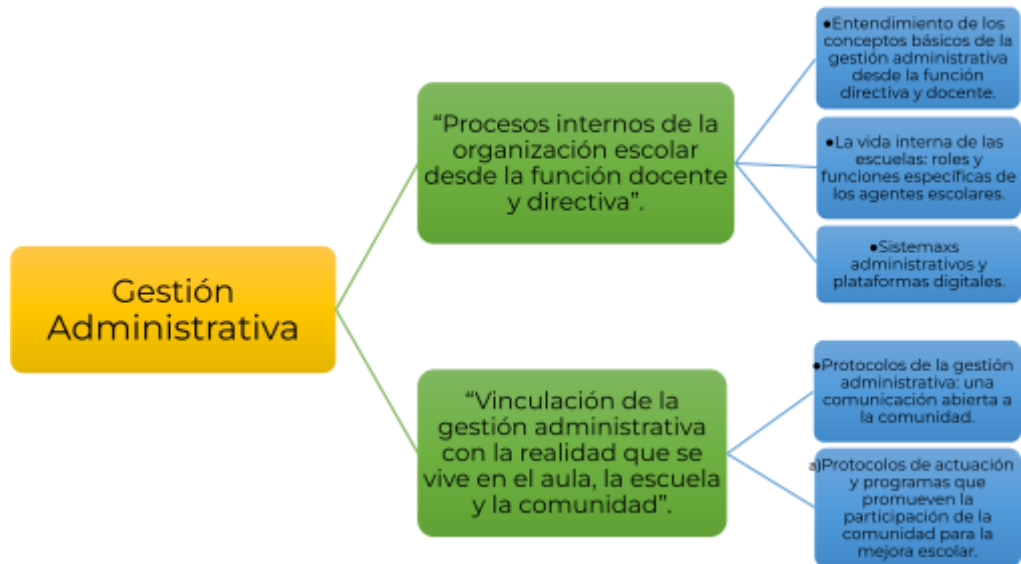 Gestión
Administrativa
“Procesos internos de la
organización escolar
desde la función docente
y directiva”.
●Entendimiento de los
conceptos básicos de la
gestión administrativa
desde la función
directiva y docente.
●La vida interna de las
escuelas: roles y
funciones específicas de
los agentes escolares.
●Sistemaxs
administrativos y
plataformas digitales.
“Vinculación de la
gestión administrativa
con la realidad que se
vive en el aula, la escuela
y la comunidad”.
●Protocolos de la gestión
administrativa: una
comunicación abierta a
la comunidad.
a)Protocolos de actuación
y programas que
promueven la
participación de la
comunidad para la
mejora escolar.